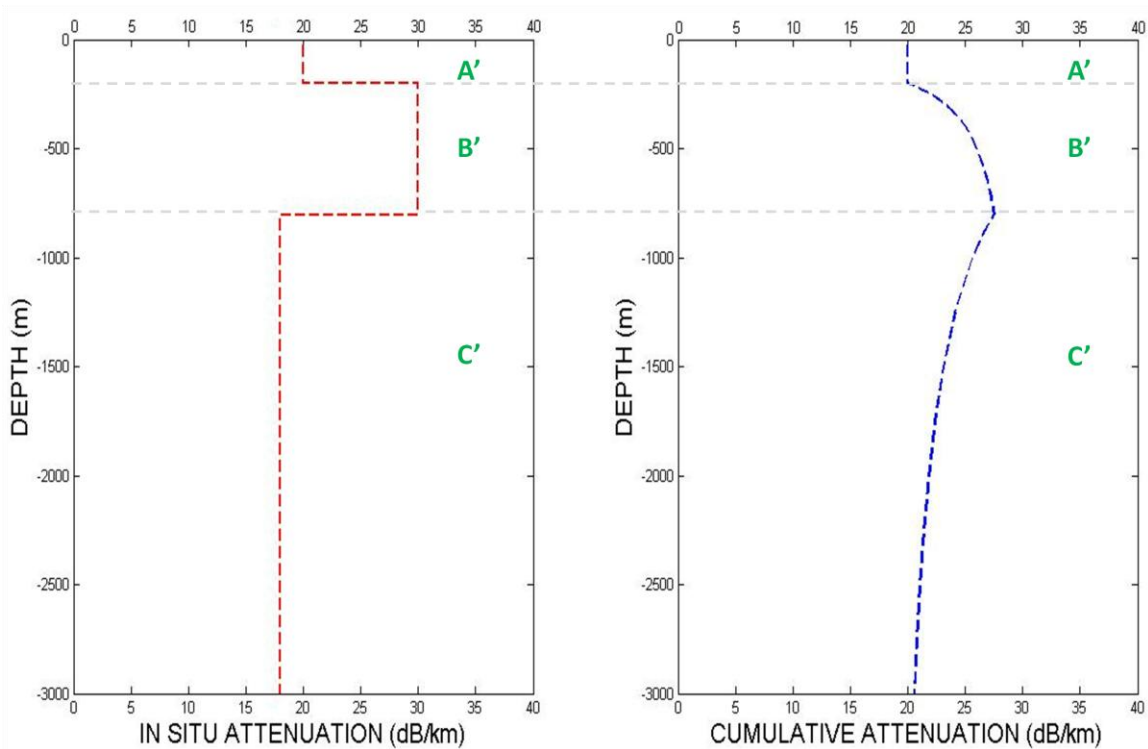 0 5 10 15 20 25 30 35 40
0
-500
-1000
-1500
-2000
-2500
-3000
DEPTH (m)
A’
B’
C’
0 5 10 15 20 25 30 35 40
IN SITU ATTENUATION (dB/km)
0 5 10 15 20 25 30 35 40
0
-500
-1000
-1500
-2000
-2500
-3000
DEPTH (m)
A’
B’
C’
0 5 10 15 20 25 30 35 40
CUMULATIVE ATTENUATION (dB/km)